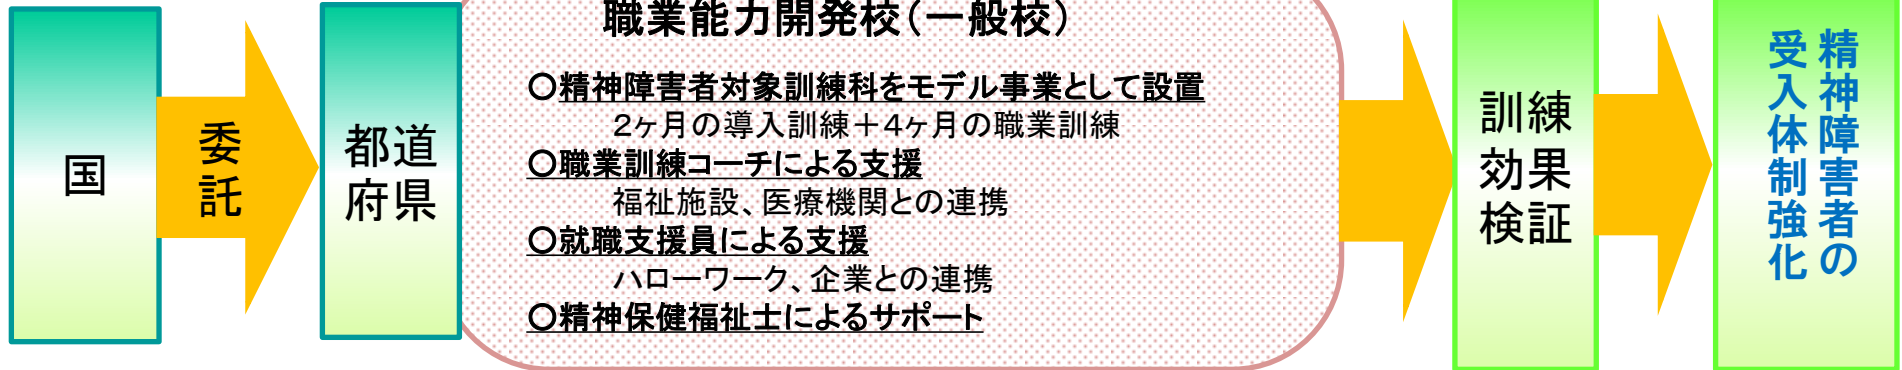 国
委託
都道
府県
職業能力開発校(一般校)
○精神障害者対象訓練科をモデル事業として設置
2ヶ月の導入訓練+4ヶ月の職業訓練
○職業訓練コーチによる支援
福祉施設、医療機関との連携
○就職支援員による支援
ハローワーク、企業との連携
○精神保健福祉士によるサポート
訓練
効果
検証
精神障害者の
受入体制強化